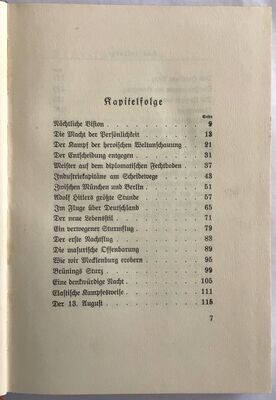 Kapitelfolge
Seite
Nächtliche Vision . . . . . . . . . . . . 9
Die Macht der Persönlichkeit . . . . . . . . . 13
Der Kampf der heroischen Weltanschauung . . . . . 21
Der Entscheidung entgegen . . . . . . . . . . 31
Meister auf dem diplomatischen Fechtboden . . . . . 37
Industriekapitäne am Scheidewege . . . . . . . . 43
Zwischen München und Berlin . . . . . . . . . 51
Adolf Hitlers größte Stunde . . . . . . . . . 57
Im Fluge über Deutschland . . . . . . . . . . 65
Der neue Lebensstil . . . . . . . . . . . . 71
Ein verwegener Sturmflug . . . . . . . . . . 79
Der erste Nachtflug . . . . . . . . . . . . 83
Die masurische Offenbarung . . . . . . . . . . 89
Wie wir Mecklenburg erobern . . . . . . . . . 95
Brünings Sturz . . . . . . . . . . . . . 99
Eine denkwürdige Nacht . . . . . . . . . . . 105
Elastische Kampfesweise . . . . . . . . . . . 111
Der 13. August . . . . . . . . . . . . . 115
7